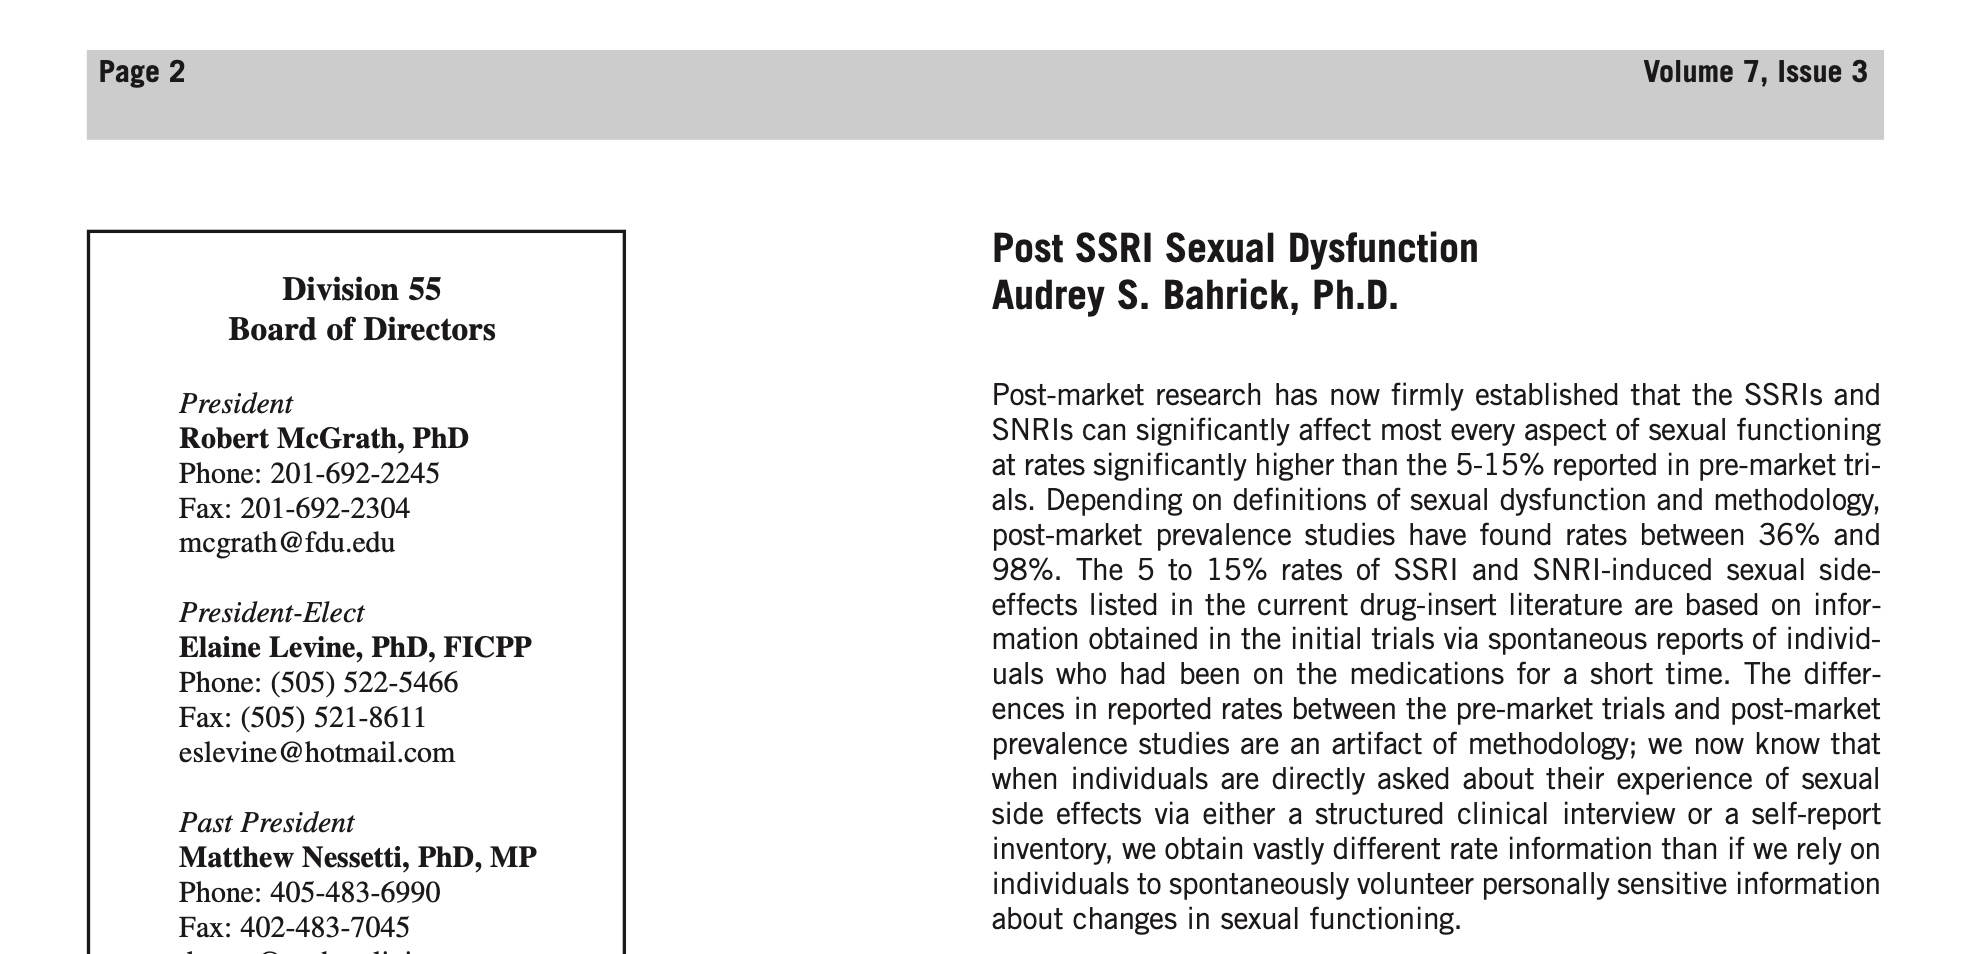 Page 2
Volume 7, Issue 3
Division 55
Board of Directors
President
Robert McGrath, PhD
Phone: 201-692-2245
Fax: 201-692-2304
mcgrath@fdu.edu
President-Elect
Elaine Levine, PhD, FICPP
Phone: (505) 522-5466
Fax: (505) 521-8611
eslevine@hotmail.com
Past President
Matthew Nessetti, PhD, MP
Phone: 405-483-6990
Fax: 402-483-7045
Post SSRI Sexual Dysfunction
Audrey S. Bahrick, Ph.D.
Post-market research has now firmly established that the SSRIs and
SNRIs can significantly affect most every aspect of sexual functioning
at rates significantly higher than the 5-15% reported in pre-market tri-
als. Depending on definitions of sexual dysfunction and methodology,
post-market prevalence studies have found rates between 36% and
98%. The 5 to 15% rates of SSRI and SNRI-induced sexual side-
effects listed in the current drug-insert literature are based on infor-
mation obtained in the initial trials via spontaneous reports of individ-
uals who had been on the medications for a short time. The differ-
ences in reported rates between the pre-market trials and post-market
prevalence studies are an artifact of methodology; we now know that
when individuals are directly asked about their experience of sexual
side effects via either a structured clinical interview or a self-report
inventory, we obtain vastly different rate information than if we rely on
individuals to spontaneously volunteer personally sensitive information
about changes in sexual functioning.